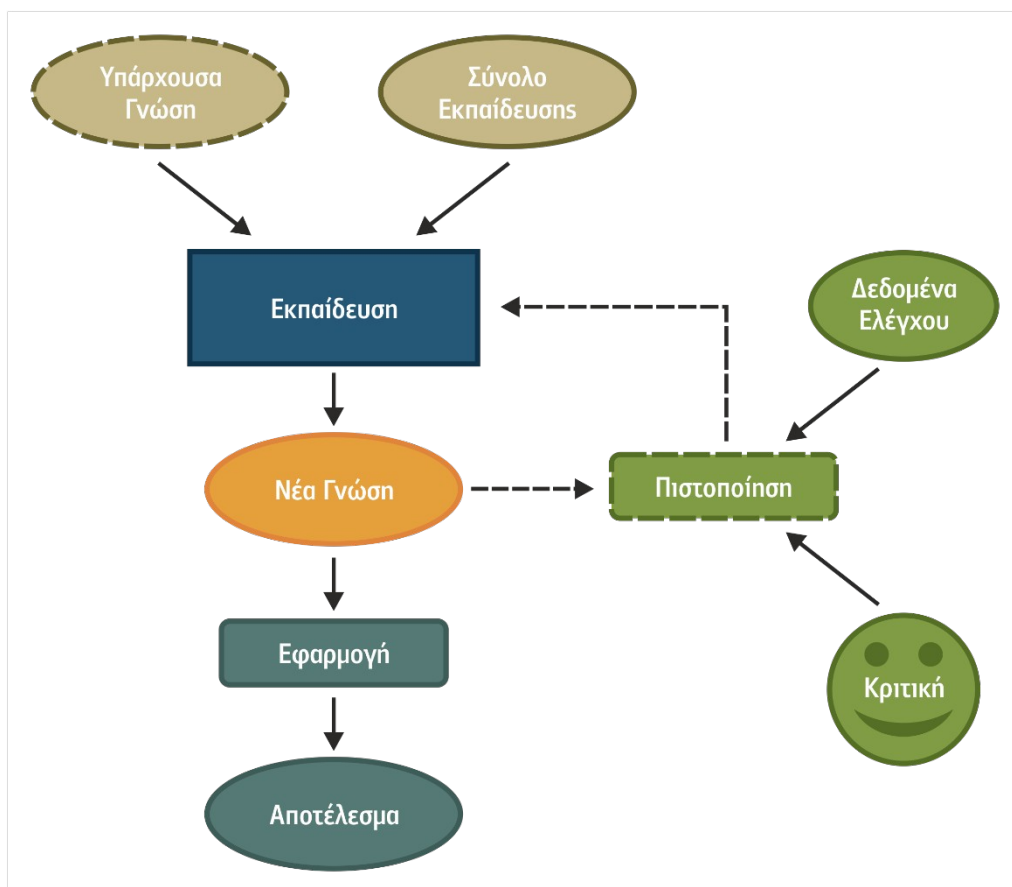 Υπάρχουσα
Γνώση
Σύνολο
Εκπαίδευσης
Εκπαίδευση
Δεδομένα
Ελέγχου
Νέα Γνώση
Πιστοποίηση
Εφαρμογή
Κριτική
Αποτέλεσμα